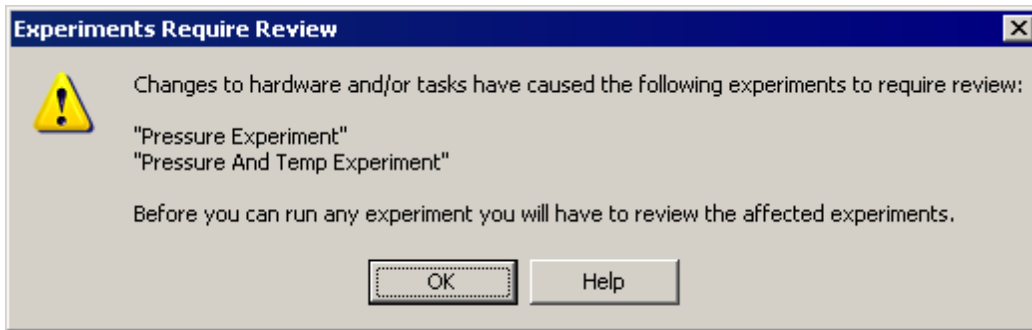 Experiments Require Review
Changes to hardware and/or tasks have caused the following experiments to require review:
"Pressure Experiment"
"Pressure And Temp Experiment"
Before you can run any experiment you will have to review the affected experiments.
OK Help